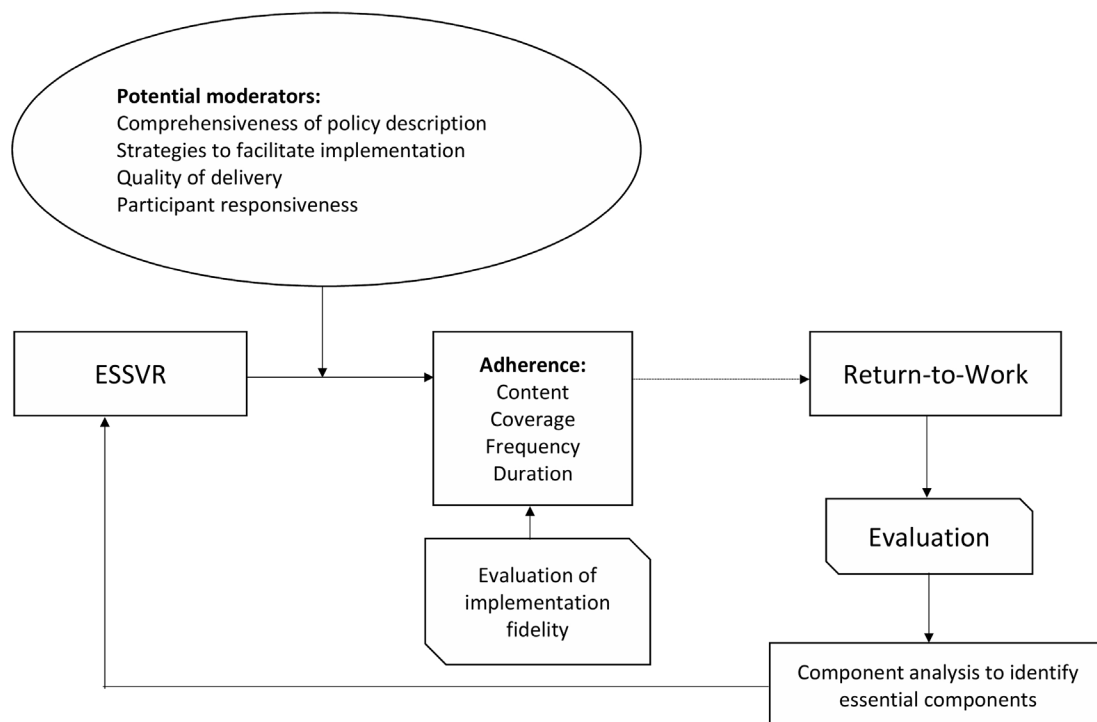 Potential moderators:
Comprehensiveness of policy description
Strategies to facilitate implementation
Quality of delivery
Participant responsiveness
ESSVR
Adherence:
Content
Coverage
Frequency
Duration
Return-to-Work
Evaluation
Evaluation of
implementation
fidelity
Component analysis to identify
essential components